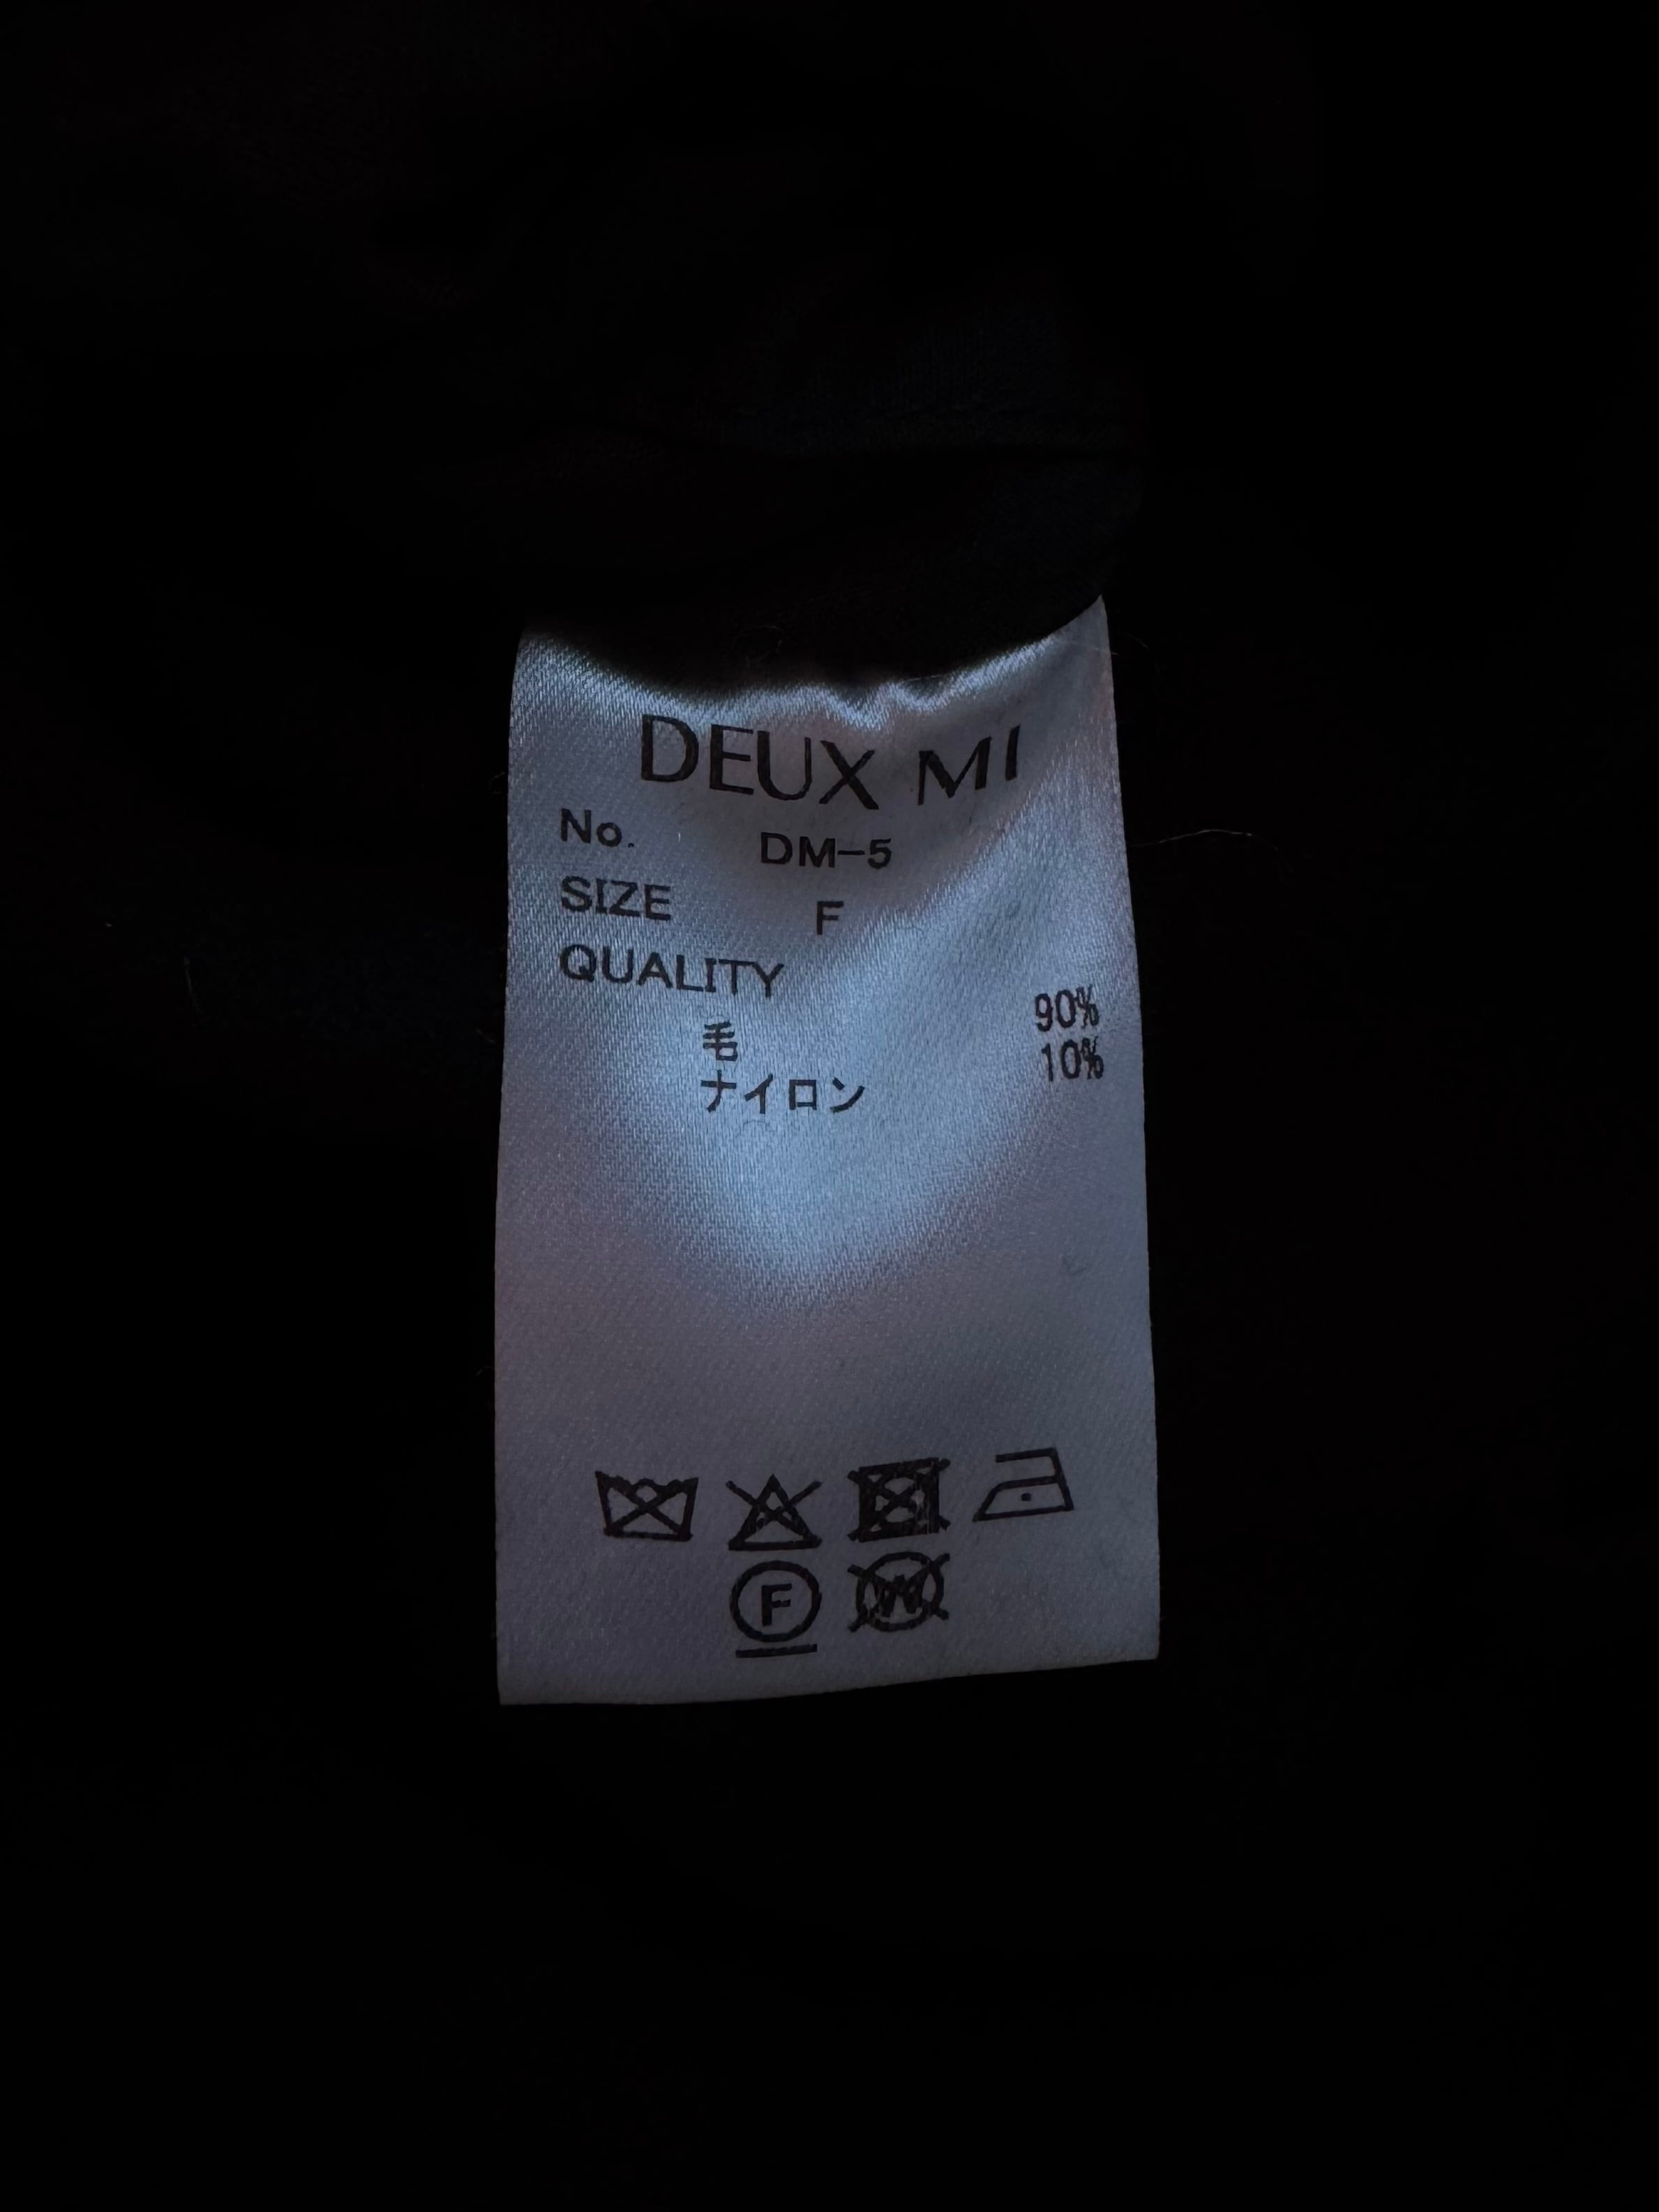 DEUX MI
No. DM-5
SIZE F
QUALITY
毛 90%
ナイロン 10%
F W